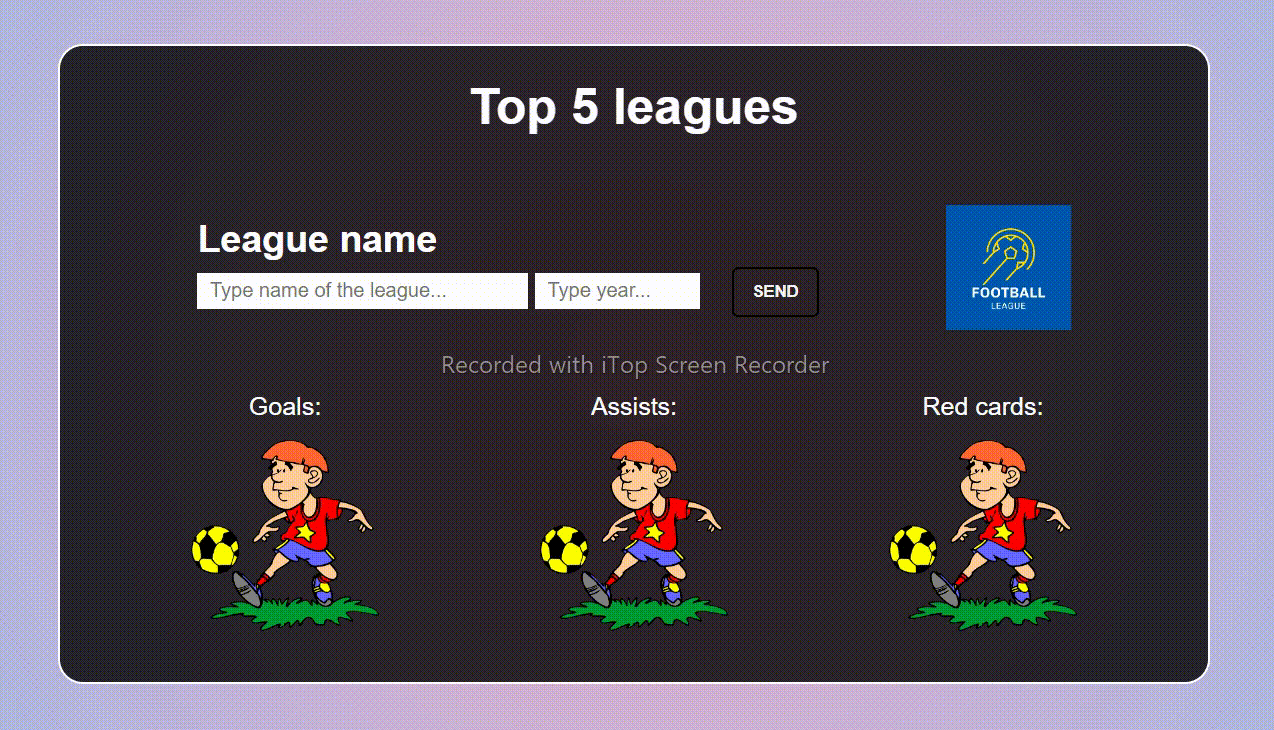 Top 5 leagues
League name
Type name of the league...
Type year...
SEND
FOOTBALL
LEAGUE
Recorded with iTop Screen Recorder
Goals:
Assists:
Red cards: